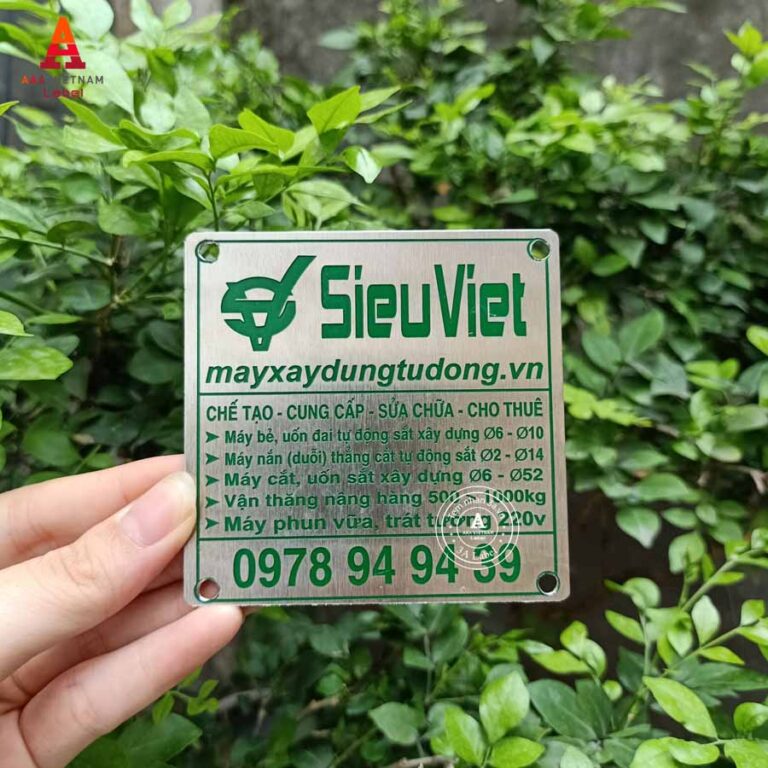 AAA VIETNAM
Label
SieuViet
mayxaydungtudong.vn
CHẾ TẠO - CUNG CẤP - SỬA CHỮA - CHO THUÊ
➤ Máy bẻ, uốn đai tự động sắt xây dựng Ø6 - Ø10
➤ Máy nắn (duỗi) thẳng cắt tự động sắt Ø2 - Ø14
➤ Máy cắt, uốn sắt xây dựng Ø6 - Ø52
➤ Vận thăng nâng hàng 500 - 1000kg
➤ Máy phun vữa, trát tường 220v
0978 94 94 39